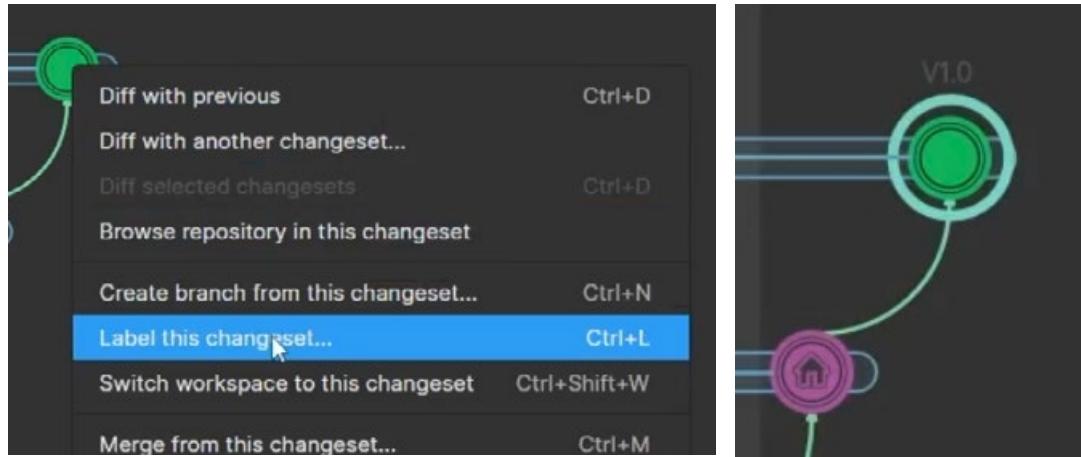 Diff with previous Ctrl+D
Diff with another changeset...
Diff selected changesets Ctrl+D
Browse repository in this changeset
Create branch from this changeset... Ctrl+N
Label this changeset... Ctrl+L
Switch workspace to this changeset Ctrl+Shift+W
Merge from this changeset... Ctrl+M
V1.0